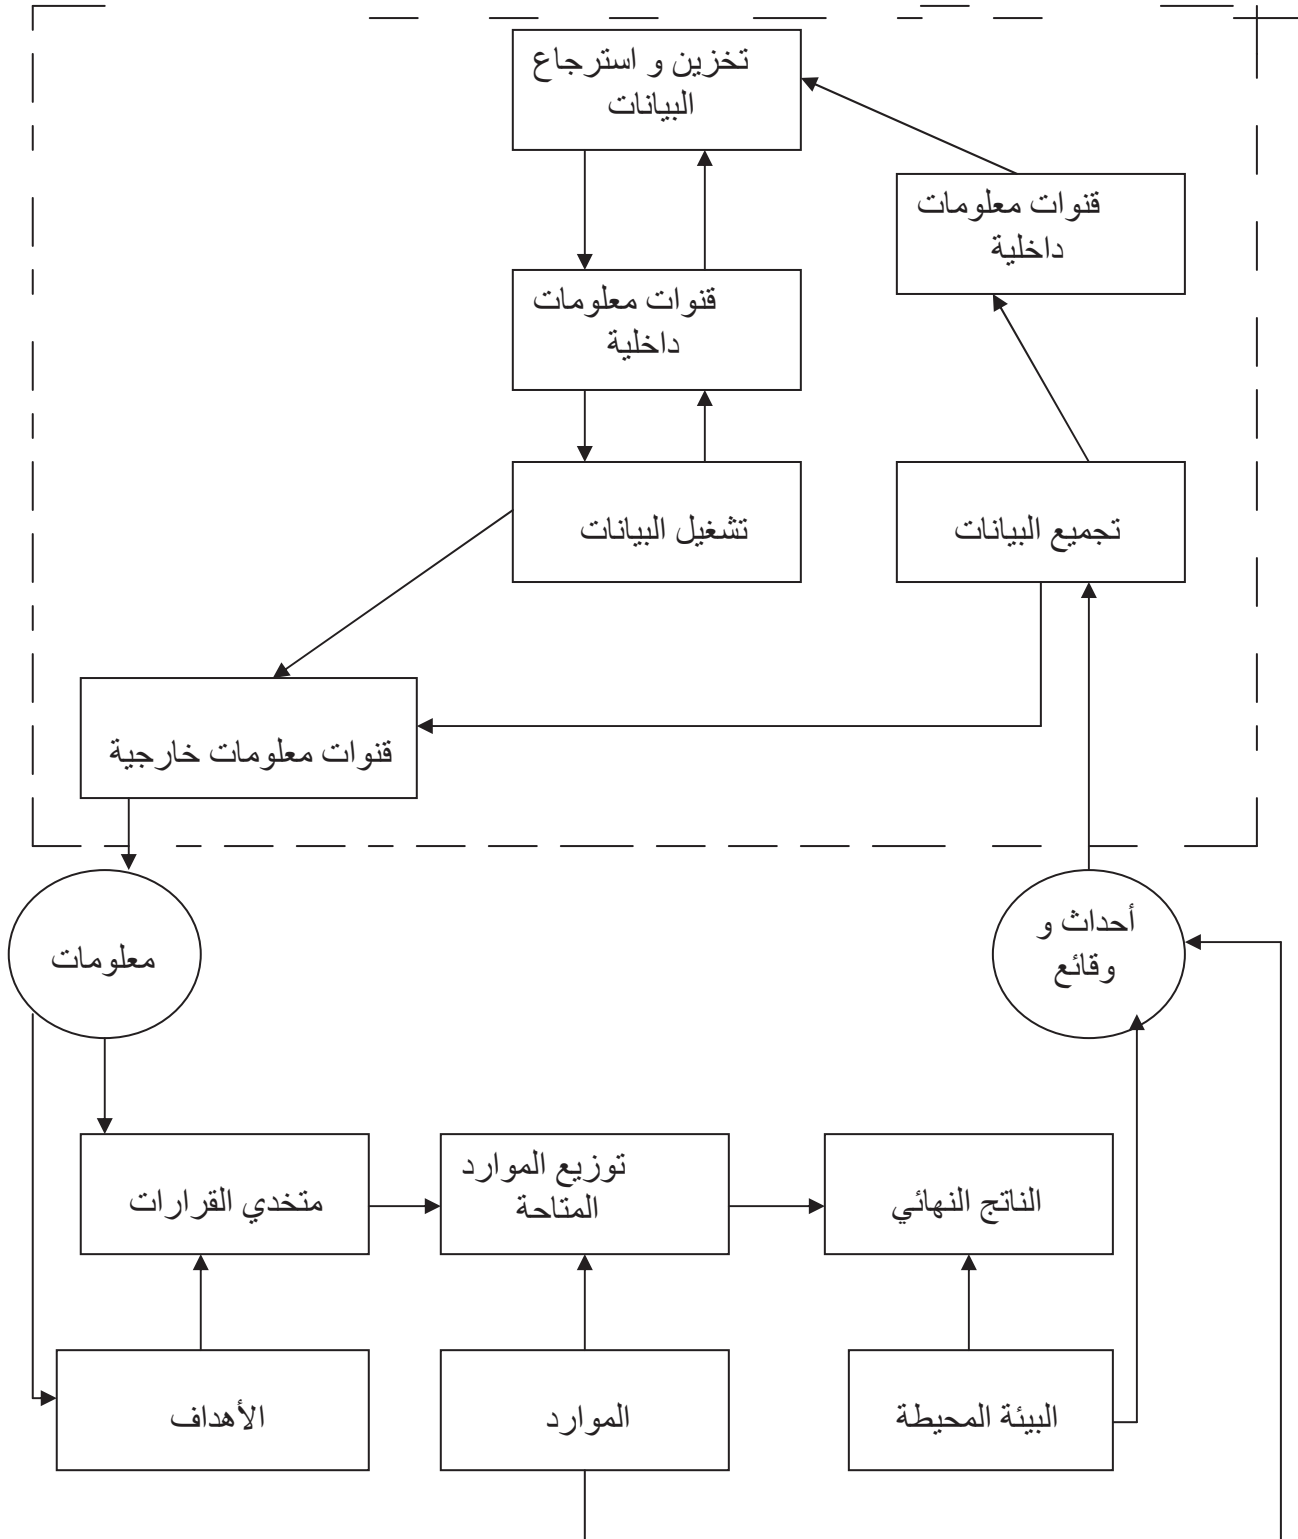 تخزين و استرجاع
البيانات
قنوات معلومات
داخلية
قنوات معلومات
داخلية
تجميع البيانات
تشغيل البيانات
قنوات معلومات خارجية
أحداث و
وقائع
معلومات
متخدي القرارات
توزيع الموارد
المتاحة
الناتج النهائي
الأهداف
الموارد
البيئة المحيطة